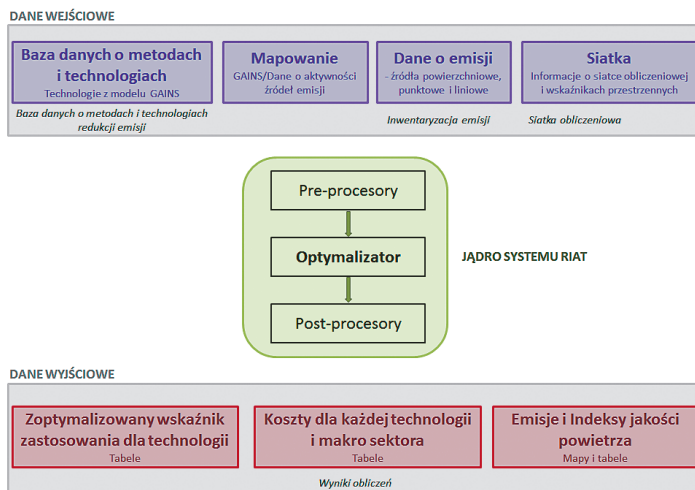 DANE WEJŚCIOWE
Baza danych o metodach
i technologiach
Technologie z modelu GAINS
Mapowanie
GAINS/Dane o aktywności
źródeł emisji
Dane o emisji
- źródła powierzchniowe,
punktowe i liniowe
Siatka
Informacje o siatce obliczeniowej
i wskaźnikach przestrzennych
Baza danych o metodach i technologiach
redukcji emisji
Inwentaryzacja emisji
Siatka obliczeniowa
Pre-procesory
Optymalizator
Post-procesory
JĄDRO SYSTEMU RIAT
DANE WYJŚCIOWE
Zoptymalizowany wskaźnik
zastosowania dla technologii
Tabele
Koszty dla każdej technologii
i makro sektora
Tabele
Emisje i Indeksy jakości
powietrza
Mapy i tabele
Wyniki obliczeń